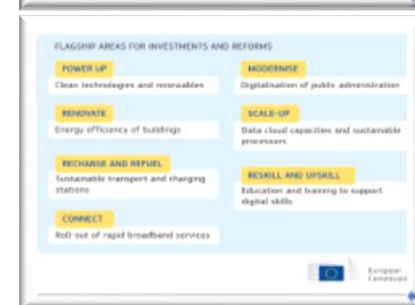 FLAGSHIP AREAS FOR INVESTMENTS AND REFORMS
POWER UP
Clean technologies and renewables
RENOVATE
Energy efficiency of buildings
RECHARGE AND REFUEL
Sustainable transport and charging
stations
CONNECT
Roll-out of rapid broadband services
MODERNISE
Digitalisation of public administration
SCALE-UP
Data cloud capacities and sustainable
processors
RESKILL AND UPSKILL
Education and training to support
digital skills
European
Commission